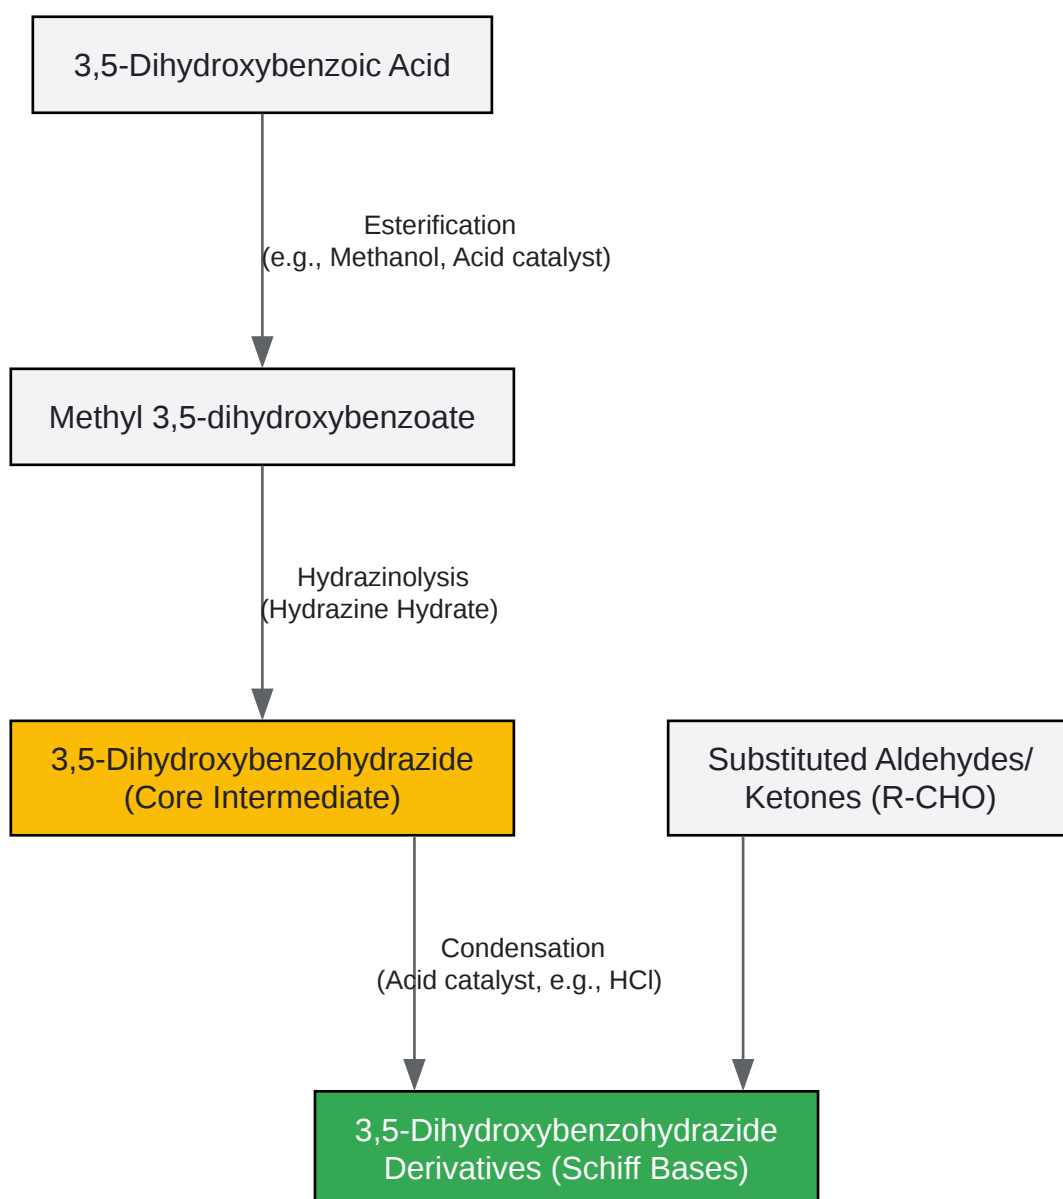 3,5-Dihydroxybenzoic Acid
Esterification
(e.g., Methanol, Acid catalyst)
Methyl 3,5-dihydroxybenzoate
Hydrazinolysis
(Hydrazine Hydrate)
3,5-Dihydroxybenzohydrazide
(Core Intermediate)
Substituted Aldehydes/
Ketones (R-CHO)
Condensation
(Acid catalyst, e.g., HCl)
3,5-Dihydroxybenzohydrazide
Derivatives (Schiff Bases)